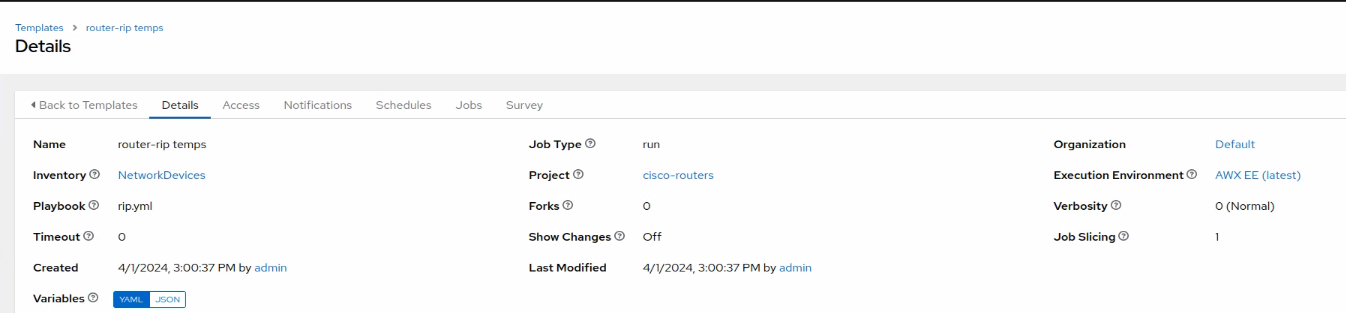 Templates > router-rip temps
Details
Back to Templates Details Access Notifications Schedules Jobs Survey
Name router-rip temps Job Type run Organization Default
Inventory NetworkDevices Project cisco-routers Execution Environment AWX EE (latest)
Playbook rip.yml Forks 0 Verbosity 0 (Normal)
Timeout 0 Show Changes Off Job Slicing 1
Created 4/1/2024, 3:00:37 PM by admin Last Modified 4/1/2024, 3:00:37 PM by admin
Variables YAML JSON